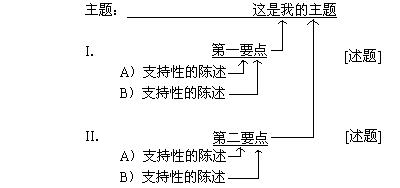 主题： 这是我的主题
I. 第一要点 [述题]
A）支持性的陈述
B）支持性的陈述
II. 第二要点 [述题]
A）支持性的陈述
B）支持性的陈述